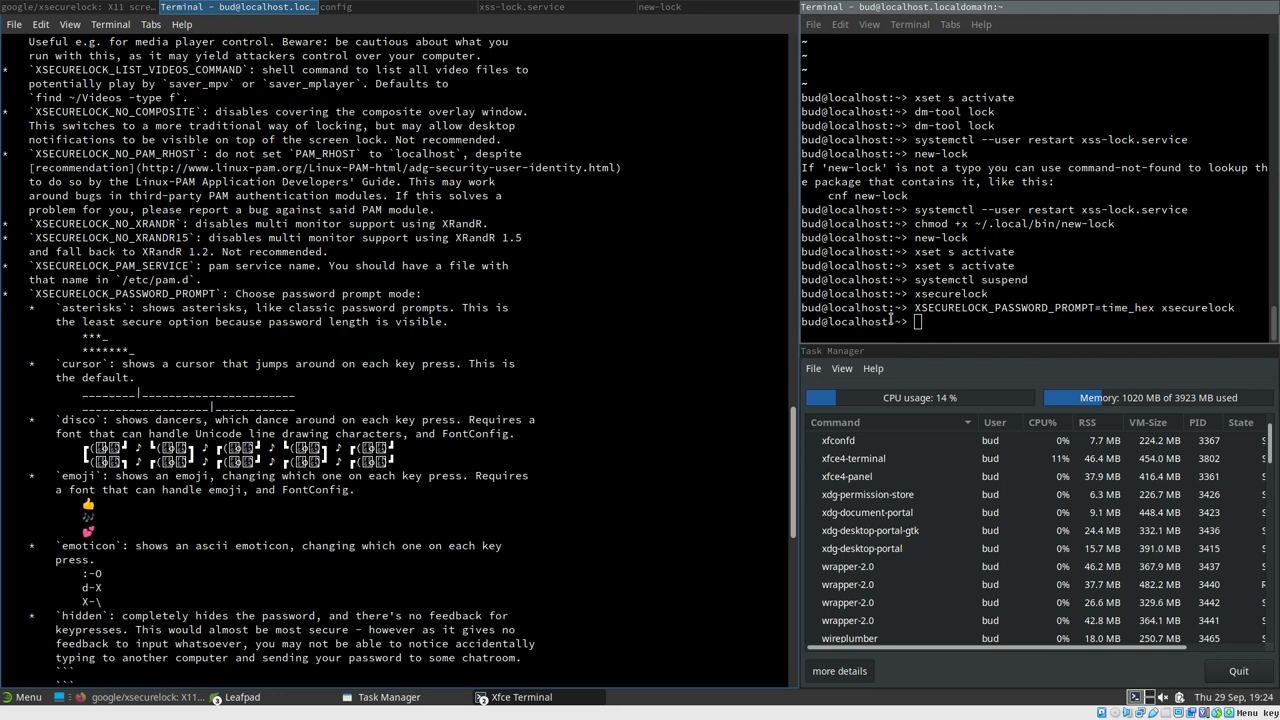 google/xsecurelock: X11 scre...
Terminal - bud@localhost.loc...
config
xss-lock.service
new-lock
File Edit View Terminal Tabs Help
Useful e.g. for media player control. Beware: be cautious about what you
run with this, as it may yield attackers control over your computer.
* `XSECURELOCK_LIST_VIDEOS_COMMAND`: shell command to list all video files to
potentially play by `saver_mpv` or `saver_mplayer`. Defaults to
`find ~/Videos -type f`.
* `XSECURELOCK_NO_COMPOSITE`: disables covering the composite overlay window.
This switches to a more traditional way of locking, but may allow desktop
notifications to be visible on top of the screen lock. Not recommended.
* `XSECURELOCK_NO_PAM_RHOST`: do not set `PAM_RHOST` to `localhost`, despite
[recommendation](http://www.linux-pam.org/Linux-PAM-html/adg-security-user-identity.html)
to do so by the Linux-PAM Application Developers' Guide. This may work
around bugs in third-party PAM authentication modules. If this solves a
problem for you, please report a bug against said PAM module.
* `XSECURELOCK_NO_XRANDR`: disables multi monitor support using XRandR.
* `XSECURELOCK_NO_XRANDR15`: disables multi monitor support using XRandR 1.5
and fall back to XRandR 1.2. Not recommended.
* `XSECURELOCK_PAM_SERVICE`: pam service name. You should have a file with
that name in `/etc/pam.d`.
* `XSECURELOCK_PASSWORD_PROMPT`: Choose password prompt mode:
* `asterisks`: shows asterisks, like classic password prompts. This is
the least secure option because password length is visible.
***_
*******_
* `cursor`: shows a cursor that jumps around on each key press. This is
the default.
________|______________________
___________________|___________
* `disco`: shows dancers, which dance around on each key press. Requires a
font that can handle Unicode line drawing characters, and FontConfig.
* `emoji`: shows an emoji, changing which one on each key press. Requires
a font that can handle emoji, and FontConfig.
👍
🎶
💕
* `emoticon`: shows an ascii emoticon, changing which one on each key
press.
:-O
d-X
X-\
* `hidden`: completely hides the password, and there's no feedback for
keypresses. This would almost be most secure - however as it gives no
feedback to input whatsoever, you may not be able to notice accidentally
typing to another computer and sending your password to some chatroom.
```
```
Terminal - bud@localhost.localdomain:~
File Edit View Terminal Tabs Help
~
~
~
~
bud@localhost:~> xset s activate
bud@localhost:~> dm-tool lock
bud@localhost:~> dm-tool lock
bud@localhost:~> systemctl --user restart xss-lock.service
bud@localhost:~> new-lock
If 'new-lock' is not a typo you can use command-not-found to lookup th
e package that contains it, like this:
cnf new-lock
bud@localhost:~> systemctl --user restart xss-lock.service
bud@localhost:~> chmod +x ~/.local/bin/new-lock
bud@localhost:~> new-lock
bud@localhost:~> xset s activate
bud@localhost:~> xset s activate
bud@localhost:~> systemctl suspend
bud@localhost:~> xsecurelock
bud@localhost:~> XSECURELOCK_PASSWORD_PROMPT=time_hex xsecurelock
bud@localhost:~>
Task Manager
File View Help
CPU usage: 14 % Memory: 1020 MB of 3923 MB used
Command User CPU% RSS VM-Size PID State
xfconfd bud 0% 7.7 MB 224.2 MB 3367 S
xfce4-terminal bud 11% 46.4 MB 454.0 MB 3802 S
xfce4-panel bud 0% 37.9 MB 416.4 MB 3361 S
xdg-permission-store bud 0% 6.3 MB 226.7 MB 3426 S
xdg-document-portal bud 0% 9.1 MB 448.4 MB 3423 S
xdg-desktop-portal-gtk bud 0% 24.4 MB 332.1 MB 3436 S
xdg-desktop-portal bud 0% 15.7 MB 391.0 MB 3415 S
wrapper-2.0 bud 0% 46.2 MB 367.9 MB 3437 S
wrapper-2.0 bud 0% 37.7 MB 482.2 MB 3440 R
wrapper-2.0 bud 0% 26.6 MB 329.6 MB 3442 S
wrapper-2.0 bud 0% 42.8 MB 364.1 MB 3441 S
wireplumber bud 0% 18.0 MB 250.7 MB 3465 S
more details
Quit
Menu
google/xsecurelock: X11...
3 Leafpad
Task Manager
2 Xfce Terminal
Thu 29 Sep, 19:24
Menu key